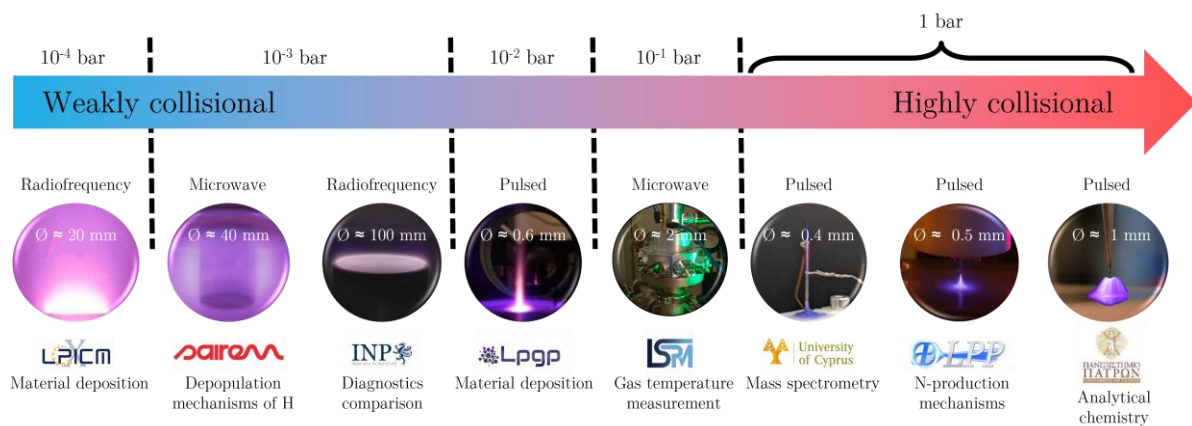 1 bar
10-4 bar
10-3 bar
10-2 bar
10-1 bar
Weakly collisional
Highly collisional
Radiofrequency
Microwave
Radiofrequency
Pulsed
Microwave
Pulsed
Pulsed
Pulsed
Ø ≈ 20 mm
Ø ≈ 40 mm
Ø ≈ 100 mm
Ø ≈ 0.6 mm
Ø ≈ 2 mm
Ø ≈ 0.4 mm
Ø ≈ 0.5 mm
Ø ≈ 1 mm
LPICM
sairem
INP
Lpgp
LSPM
University
of Cyprus
LPP
ΠΑΝΕΠΙΣΤΗΜΙΟ
ΠΑΤΡΩΝ
Material deposition
Depopulation
mechanisms of H
Diagnostics
comparison
Material deposition
Gas temperature
measurement
Mass spectrometry
N-production
mechanisms
Analytical
chemistry